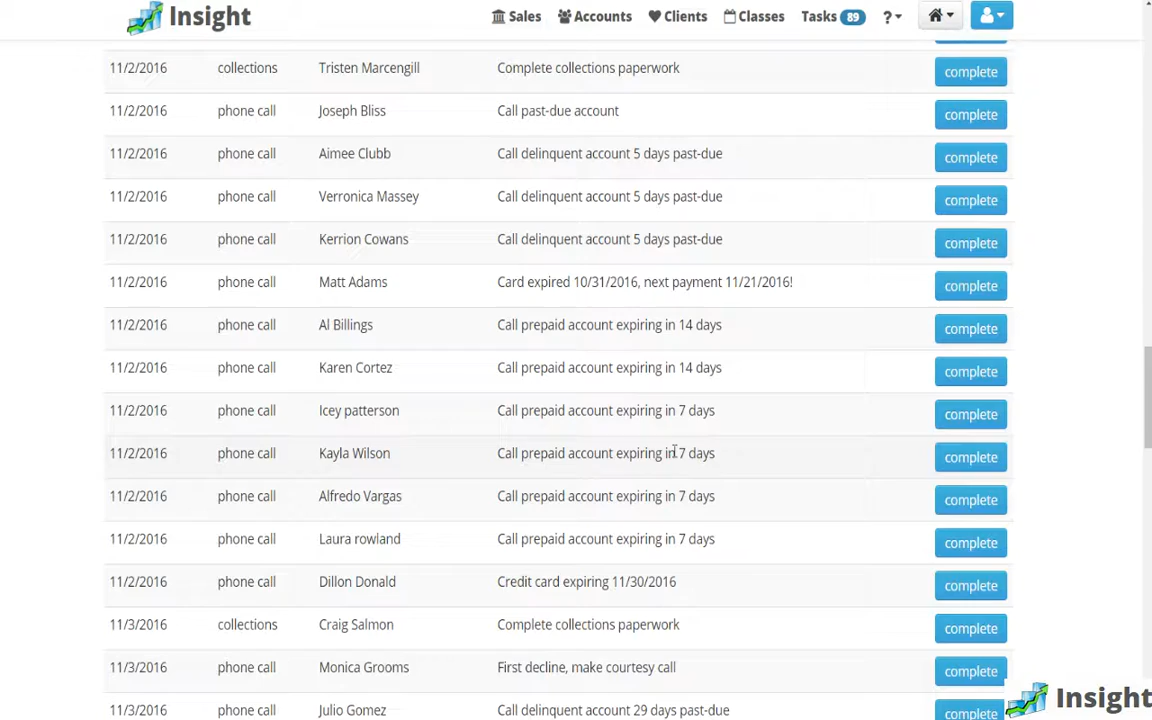 Insight
Sales Accounts Clients Classes Tasks 89 ?
11/2/2016 collections Tristen Marcengill Complete collections paperwork complete
11/2/2016 phone call Joseph Bliss Call past-due account complete
11/2/2016 phone call Aimee Clubb Call delinquent account 5 days past-due complete
11/2/2016 phone call Verronica Massey Call delinquent account 5 days past-due complete
11/2/2016 phone call Kerrion Cowans Call delinquent account 5 days past-due complete
11/2/2016 phone call Matt Adams Card expired 10/31/2016, next payment 11/21/2016! complete
11/2/2016 phone call Al Billings Call prepaid account expiring in 14 days complete
11/2/2016 phone call Karen Cortez Call prepaid account expiring in 14 days complete
11/2/2016 phone call Icey patterson Call prepaid account expiring in 7 days complete
11/2/2016 phone call Kayla Wilson Call prepaid account expiring in 7 days complete
11/2/2016 phone call Alfredo Vargas Call prepaid account expiring in 7 days complete
11/2/2016 phone call Laura rowland Call prepaid account expiring in 7 days complete
11/2/2016 phone call Dillon Donald Credit card expiring 11/30/2016 complete
11/3/2016 collections Craig Salmon Complete collections paperwork complete
11/3/2016 phone call Monica Grooms First decline, make courtesy call complete
11/3/2016 phone call Julio Gomez Call delinquent account 29 days past-due complete
Insight